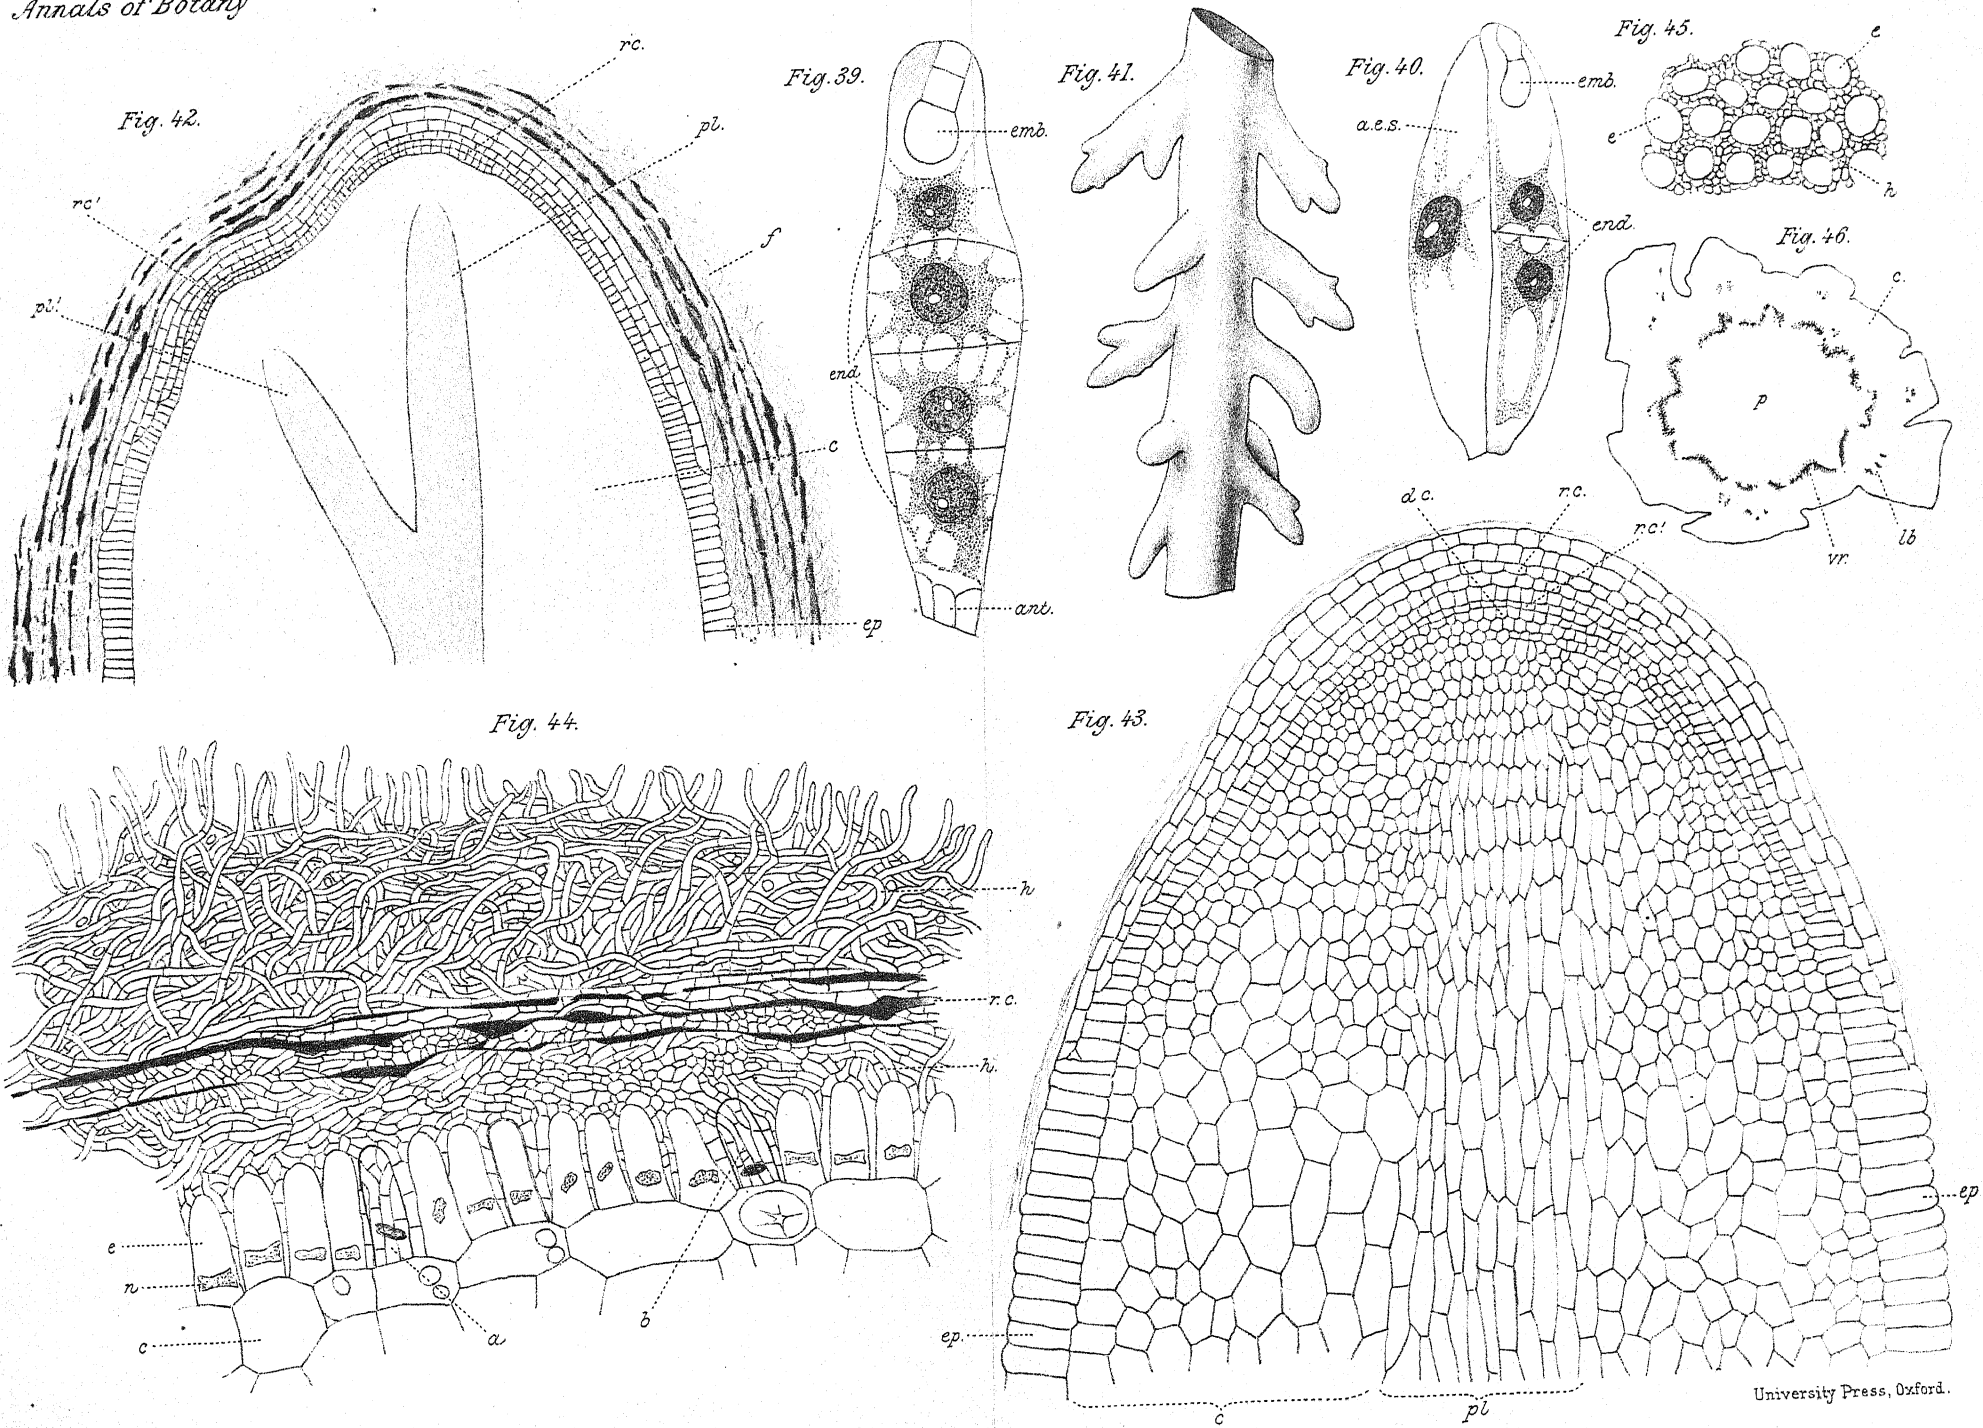 Annals of Botany
Fig. 42.
rc.
pl.
rc'
f
pl'
c
ep
Fig. 39.
emb.
end
ant.
Fig. 41.
Fig. 40.
emb.
a.e.s.
end.
Fig. 45.
e
e
h
Fig. 46.
c.
p
lb
vr.
Fig. 44.
h
r.c.
h.
e
n
c
a
b
Fig. 43.
d c.
r.c.
r.c.'
ep
ep.
c
pl
University Press, Oxford.